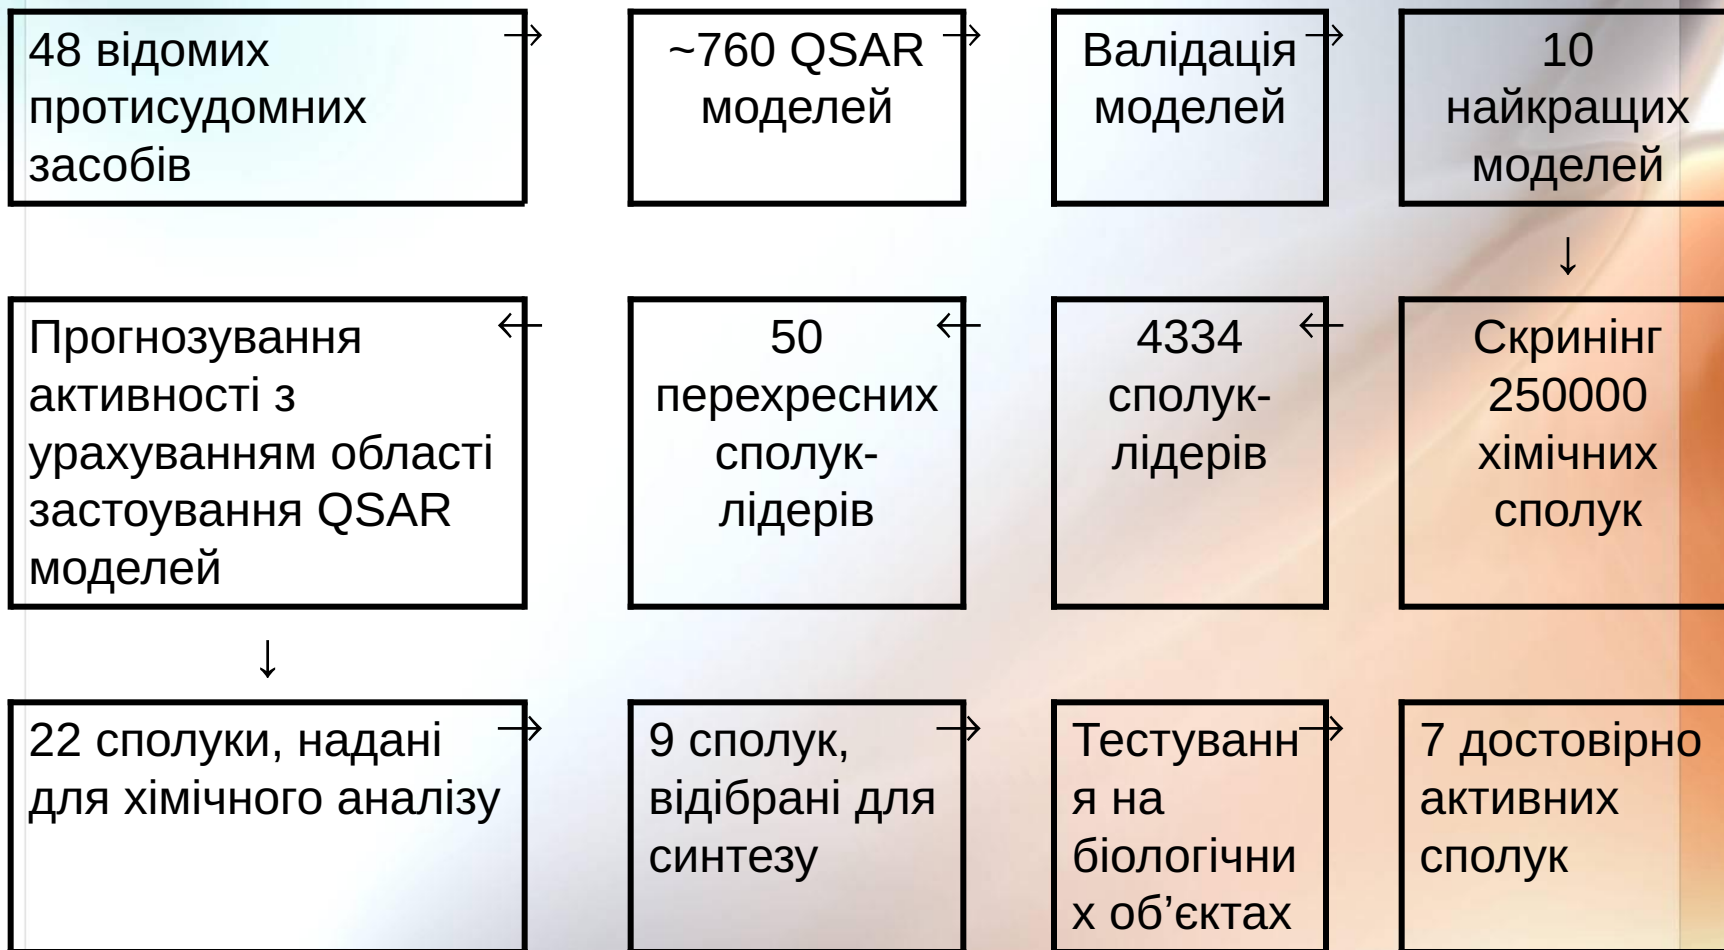 48 відомих
протисудомних
засобів
→
~760 QSAR
моделей
→
Валідація
моделей
→
10
найкращих
моделей
↓
Скринінг
250000
хімічних
сполук
←
4334
сполук-
лідерів
←
50
перехресних
сполук-
лідерів
←
Прогнозування
активності з
урахуванням області
застоування QSAR
моделей
↓
22 сполуки, надані
для хімічного аналізу
→
9 сполук,
відібрані для
синтезу
→
Тестуванн
я на
біологічни
х об’єктах
→
7 достовірно
активних
сполук